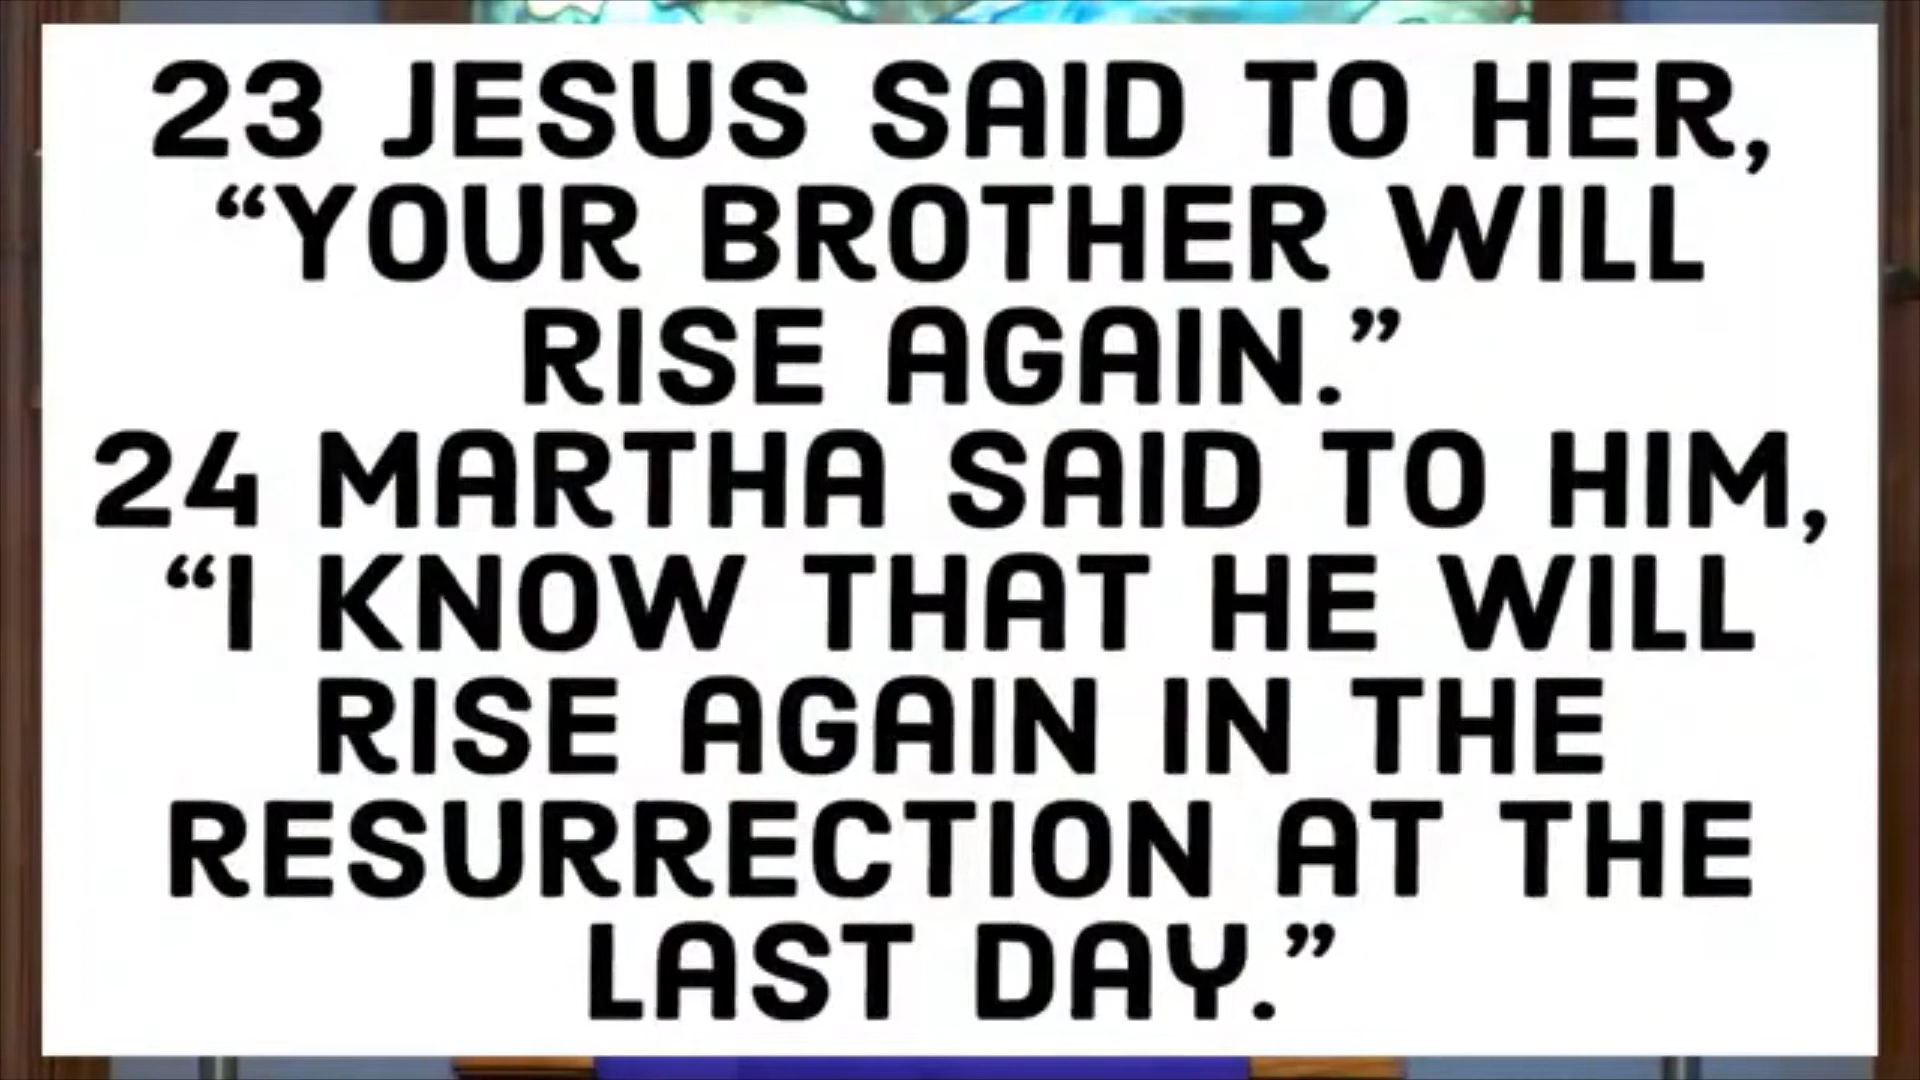 23 JESUS SAID TO HER,
“YOUR BROTHER WILL
RISE AGAIN.”
24 MARTHA SAID TO HIM,
“I KNOW THAT HE WILL
RISE AGAIN IN THE
RESURRECTION AT THE
LAST DAY.”